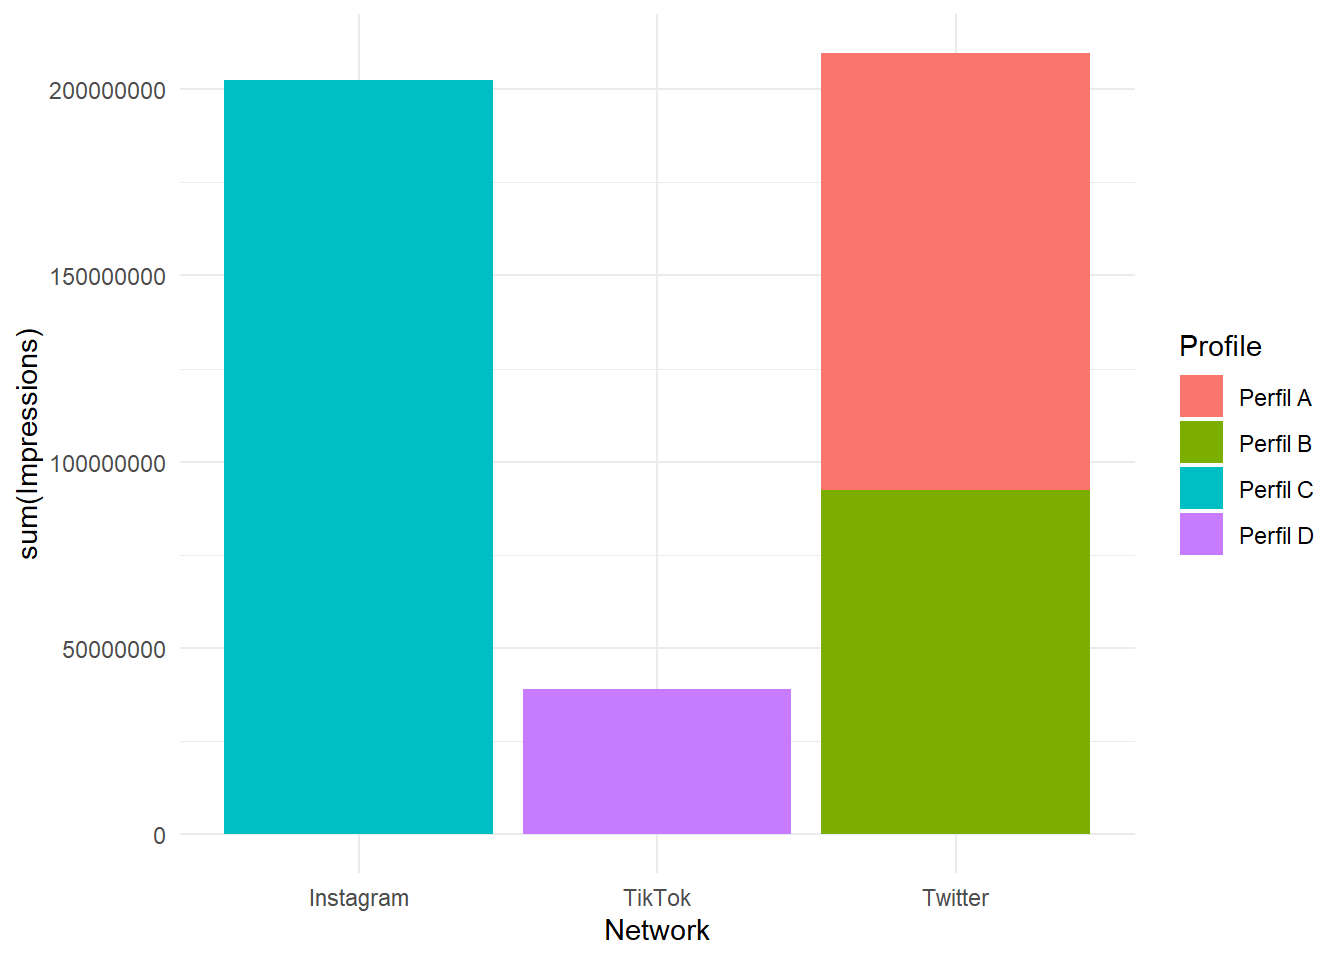 sum(Impressions)
200000000
150000000
100000000
50000000
0
Instagram
TikTok
Twitter
Network
Profile
Perfil A
Perfil B
Perfil C
Perfil D